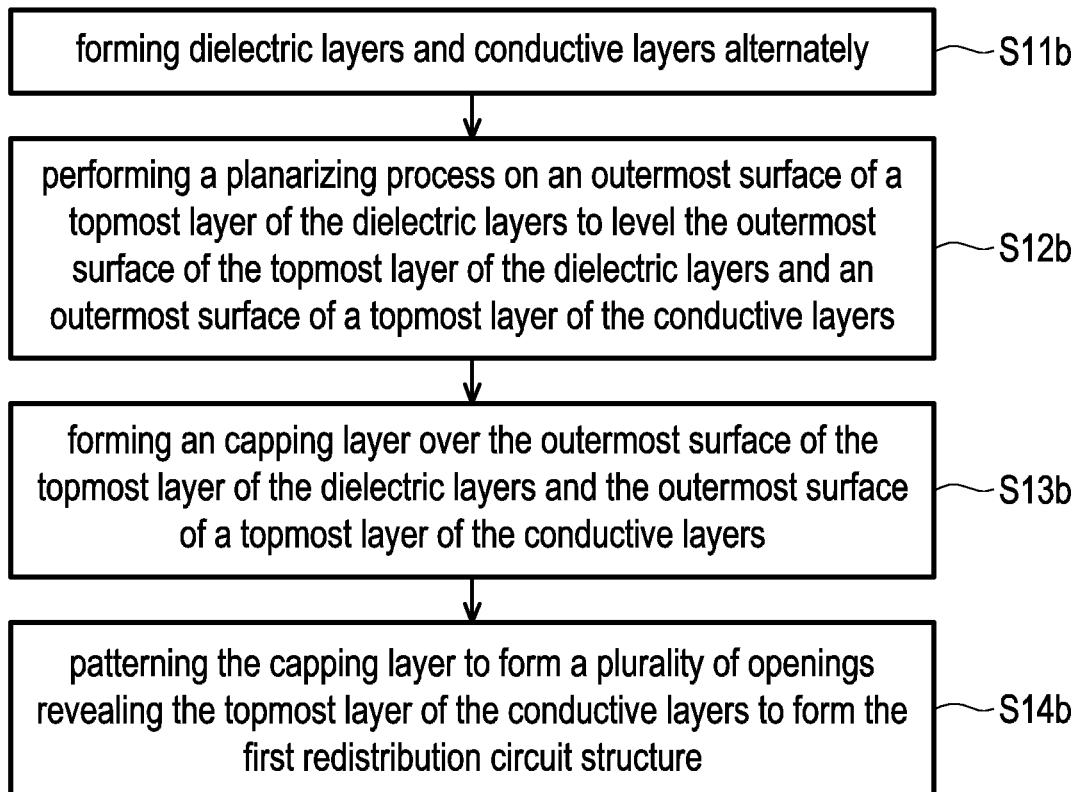 forming dielectric layers and conductive layers alternately
S11b
performing a planarizing process on an outermost surface of a
topmost layer of the dielectric layers to level the outermost
surface of the topmost layer of the dielectric layers and an
outermost surface of a topmost layer of the conductive layers
S12b
forming an capping layer over the outermost surface of the
topmost layer of the dielectric layers and the outermost surface
of a topmost layer of the conductive layers
S13b
patterning the capping layer to form a plurality of openings
revealing the topmost layer of the conductive layers to form the
first redistribution circuit structure
S14b